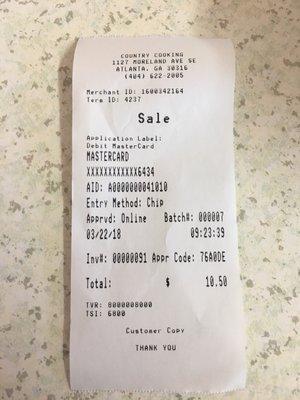 COUNTRY COOKING
1127 MORELAND AVE SE
ATLANTA, GA 30316
(404) 622-2005
Merchant ID: 1600342164
Term ID: 4237
Sale
Application Label:
Debit MasterCard
MASTERCARD
XXXXXXXXXXXX6434
AID: A0000000041010
Entry Method: Chip
Apprvd: Online Batch#: 000007
03/22/18 09:23:39
Inv#: 00000091 Appr Code: 76A0DE
Total: $ 10.50
TVR: 8000008000
TSI: 6800
Customer Copy
THANK YOU